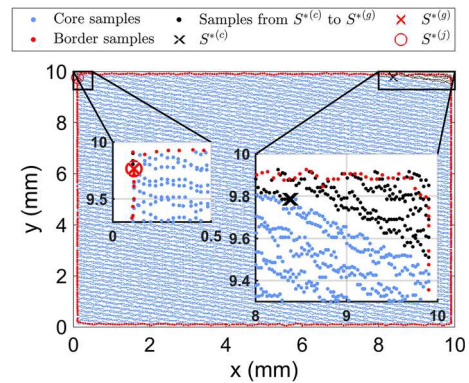 Core samples • Samples from S*(c) to S*(g) × S*(g)
Border samples × S*(c) ○ S*(j)
10
8
6
4
2
0
y (mm)
10
9.5
0 0.5
10
9.8
9.6
9.4
8 9 10
0 2 4 6 8 10
x (mm)